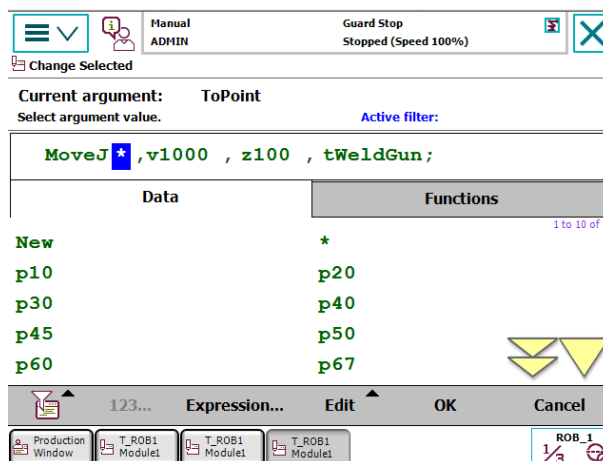 Manual
ADMIN
Guard Stop
Stopped (Speed 100%)
Change Selected
Current argument: ToPoint
Select argument value. Active filter:
MoveJ * ,v1000 , z100 , tWeldGun;
Data Functions
1 to 10 of
New *
p10 p20
p30 p40
p45 p50
p60 p67
123... Expression... Edit OK Cancel
Production Window
T_ROB1 Module1
T_ROB1 Module1
T_ROB1 Module1
ROB_1
1/3